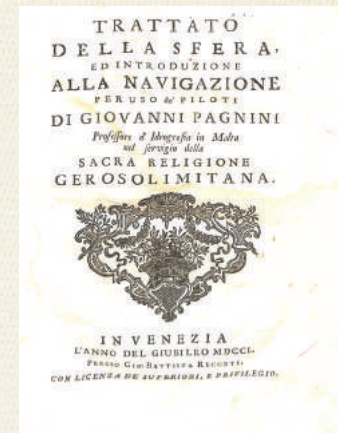 TRATTATO
DELLA SFERA,
ED INTRODUZIONE
ALLA NAVIGAZIONE
PER USO de' PILOTI
DI GIOVANNI PAGNINI
Professore d' Idrografia in Malta
nel servigio della
SACRA RELIGIONE
GEROSOLIMITANA.
IN VENEZIA
L'ANNO DEL GIUBILEO MDCCI.
Presso Gio: Battista Recurti.
CON LICENZA DE SUPERIORI, E PRIVILEGIO.